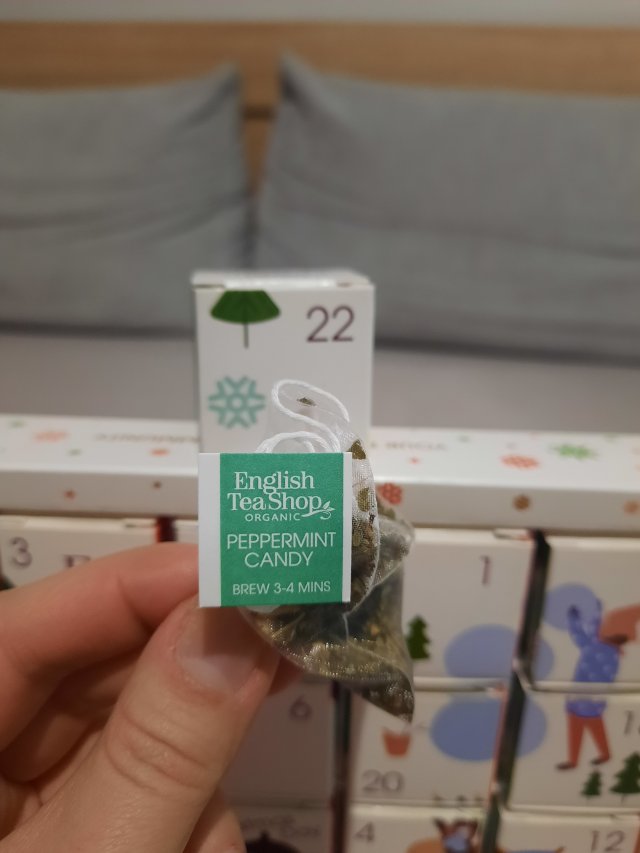 22
English
Tea Shop
ORGANIC
PEPPERMINT
CANDY
BREW 3-4 MINS
3
1
6
20
4
12